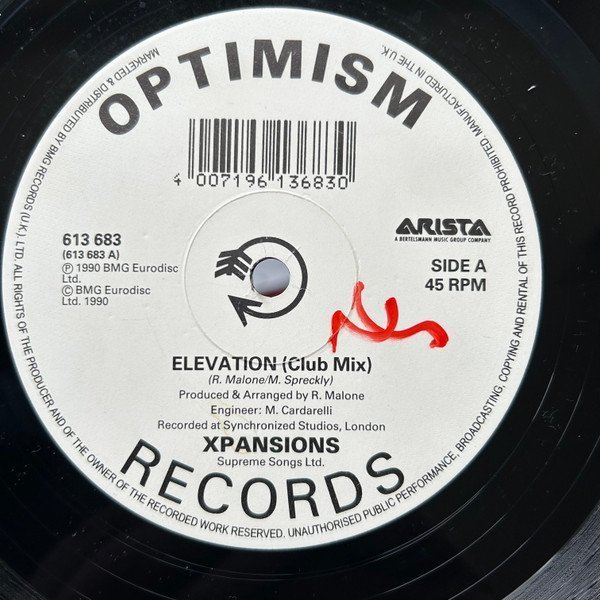 OPTIMISM
MARKETED & DISTRIBUTED BY BMG RECORDS (U.K.) LTD. ALL RIGHTS OF THE PRODUCER AND OF THE OWNER OF THE RECORDED WORK RESERVED. UNAUTHORISED PUBLIC PERFORMANCE, BROADCASTING, COPYING AND RENTAL OF THIS RECORD PROHIBITED. MANUFACTURED IN THE U.K.
4 007196 136830
613 683
(613 683 A)
℗ 1990 BMG Eurodisc
Ltd.
© BMG Eurodisc
Ltd. 1990
ARISTA
A BERTELSMANN MUSIC GROUP COMPANY
SIDE A
45 RPM
ELEVATION (Club Mix)
(R. Malone/M. Spreckly)
Produced & Arranged by R. Malone
Engineer: M. Cardarelli
Recorded at Synchronized Studios, London
XPANSIONS
Supreme Songs Ltd.
RECORDS